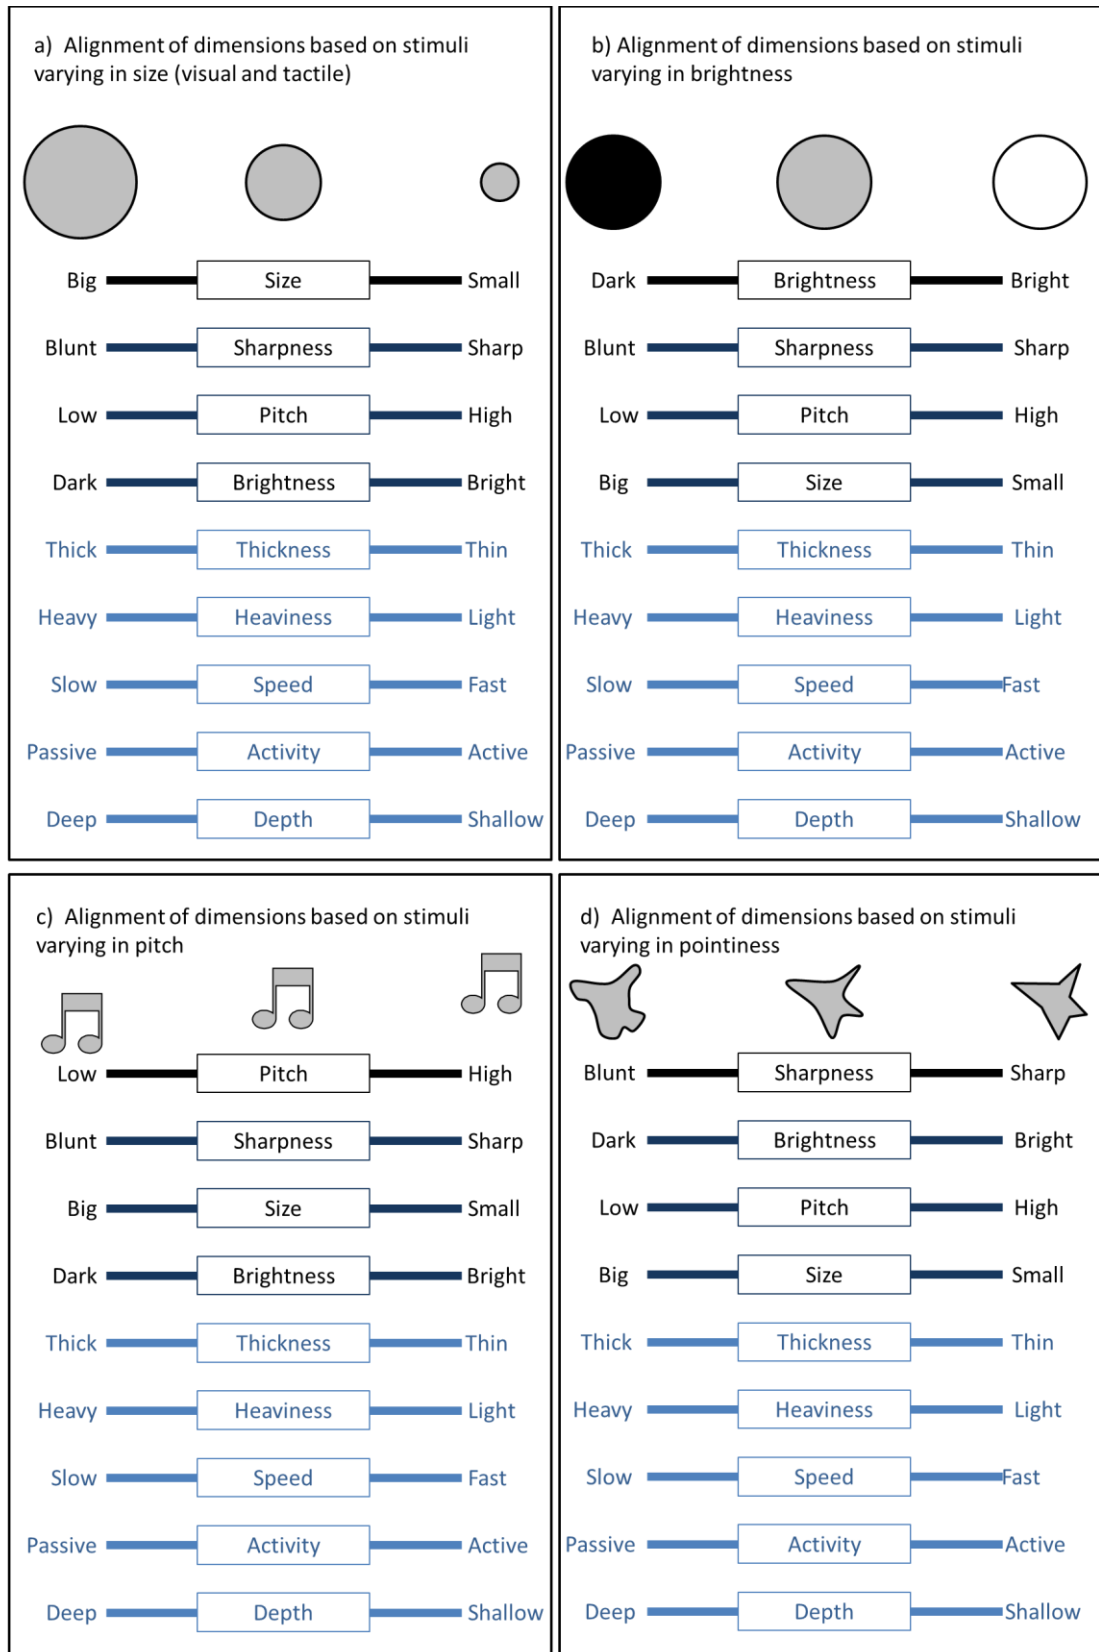 a) Alignment of dimensions based on stimuli
varying in size (visual and tactile)
Big Size Small
Blunt Sharpness Sharp
Low Pitch High
Dark Brightness Bright
Thick Thickness Thin
Heavy Heaviness Light
Slow Speed Fast
Passive Activity Active
Deep Depth Shallow
b) Alignment of dimensions based on stimuli
varying in brightness
Dark Brightness Bright
Blunt Sharpness Sharp
Low Pitch High
Big Size Small
Thick Thickness Thin
Heavy Heaviness Light
Slow Speed Fast
Passive Activity Active
Deep Depth Shallow
c) Alignment of dimensions based on stimuli
varying in pitch
Low Pitch High
Blunt Sharpness Sharp
Big Size Small
Dark Brightness Bright
Thick Thickness Thin
Heavy Heaviness Light
Slow Speed Fast
Passive Activity Active
Deep Depth Shallow
d) Alignment of dimensions based on stimuli
varying in pointiness
Blunt Sharpness Sharp
Dark Brightness Bright
Low Pitch High
Big Size Small
Thick Thickness Thin
Heavy Heaviness Light
Slow Speed Fast
Passive Activity Active
Deep Depth Shallow